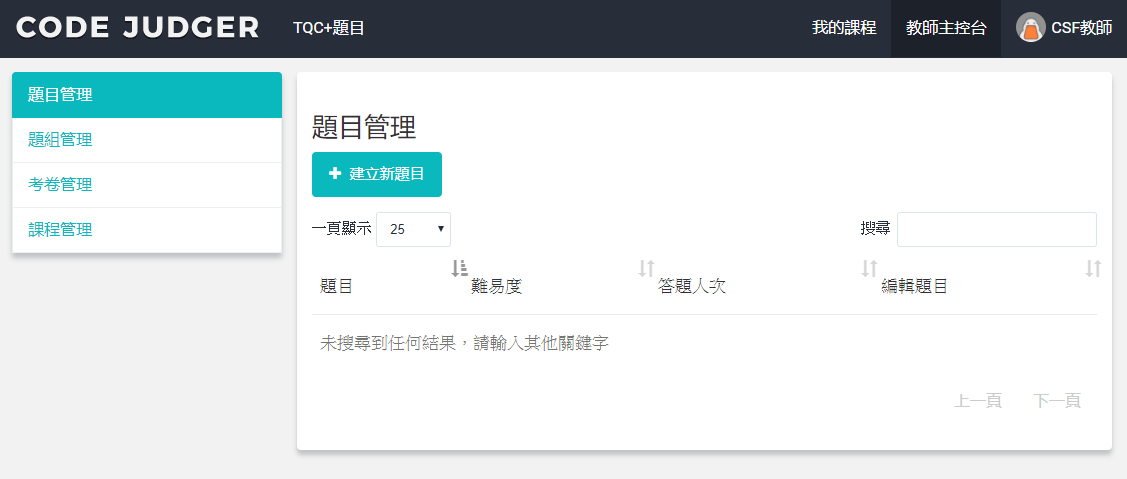 CODE JUDGER TQC+題目 我的課程 教師主控台 CSF教師
題目管理
題組管理
考卷管理
課程管理
題目管理
建立新題目
一頁顯示 25 搜尋
題目 難易度 答題人次 編輯題目
未搜尋到任何結果，請輸入其他關鍵字
上一頁 下一頁